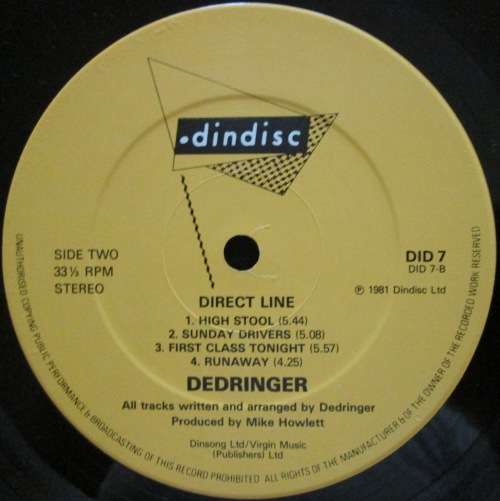 dindisc
SIDE TWO
33⅓ RPM
STEREO
DID 7
DID 7-B
℗ 1981 Dindisc Ltd
DIRECT LINE
1. HIGH STOOL (5:44)
2. SUNDAY DRIVERS (5.08)
3. FIRST CLASS TONIGHT (5.57)
4. RUNAWAY (4.25)
DEDRINGER
All tracks written and arranged by Dedringer
Produced by Mike Howlett
Dinsong Ltd/Virgin Music
(Publishers) Ltd
UNAUTHORISED COPYING PUBLIC PERFORMANCE & BROADCASTING OF THIS RECORD PROHIBITED. ALL RIGHTS OF THE MANUFACTURER & OF THE OWNER OF THE RECORDED WORK RESERVED